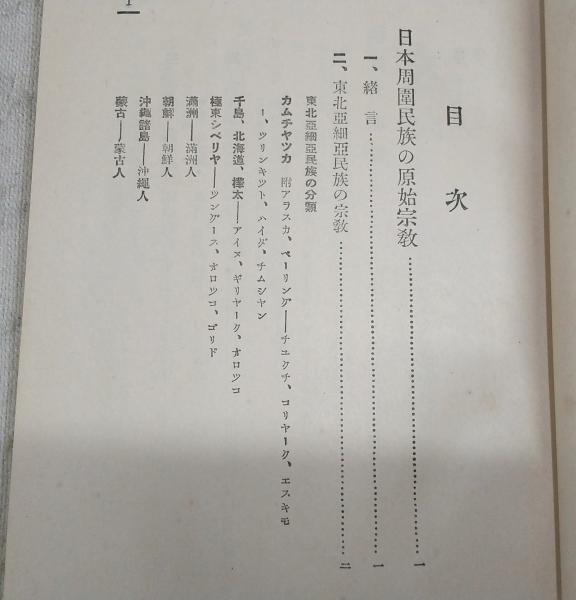 目次
日本周圍民族の原始宗敎……………………一
一、緒言……………………一
二、東北亞細亞民族の宗敎……………………二
東北亞細亞民族の分類
カムチヤツカ 附アラスカ、ベーリング――チユクチ、コリヤーク、エスキモ
ー、ツリンキツト、ハイダ、チムシヤン
千島、北海道、樺太――アイヌ、ギリヤーク、オロツコ
極東シベリヤ――ツングース、オロツコ、ゴリド
滿洲――滿洲人
朝鮮――朝鮮人
沖繩諸島――沖繩人
蒙古――蒙古人
1